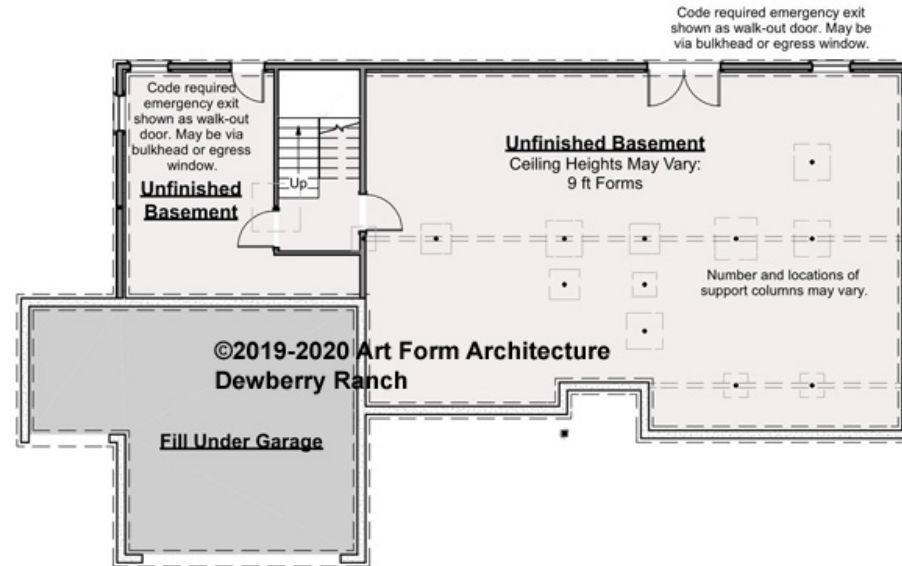 Code required emergency exit
shown as walk-out door. May be
via bulkhead or egress window.
Code required
emergency exit
shown as walk-out
door. May be via
bulkhead or egress
window.
Unfinished
Basement
Up
Unfinished Basement
Ceiling Heights May Vary:
9 ft Forms
Number and locations of
support columns may vary.
©2019-2020 Art Form Architecture
Dewberry Ranch
Fill Under Garage